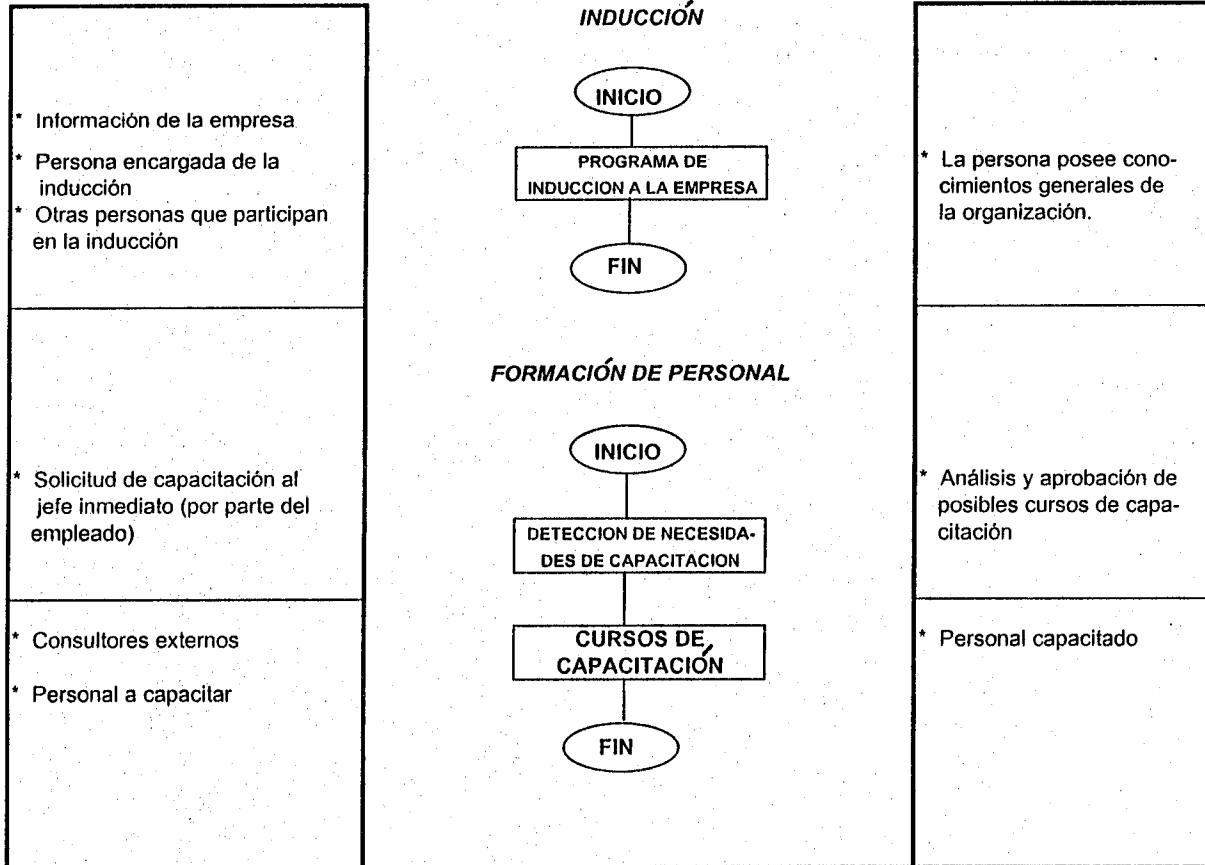 INDUCCIÓN
INICIO
PROGRAMA DE
INDUCCION A LA EMPRESA
FIN
* Información de la empresa
* Persona encargada de la
inducción
* Otras personas que participan
en la inducción
* La persona posee cono-
cimientos generales de
la organización.
FORMACIÓN DE PERSONAL
INICIO
DETECCION DE NECESIDA-
DES DE CAPACITACION
* Solicitud de capacitación al
jefe inmediato (por parte del
empleado)
* Análisis y aprobación de
posibles cursos de capa-
citación
CURSOS DE
CAPACITACIÓN
FIN
* Consultores externos
* Personal a capacitar
* Personal capacitado